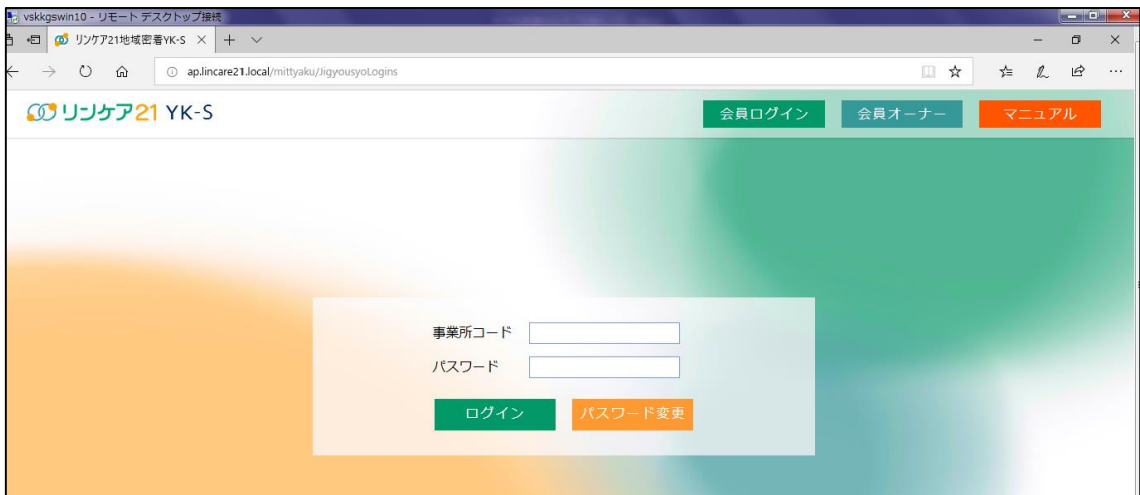 vskkgswin10 - リモート デスクトップ接続
リンケア21地域密着YK-S
ap.lincare21.local/mittyaku/JigyousyoLogins
リンケア21 YK-S
会員ログイン
会員オーナー
マニュアル
事業所コード
パスワード
ログイン
パスワード変更